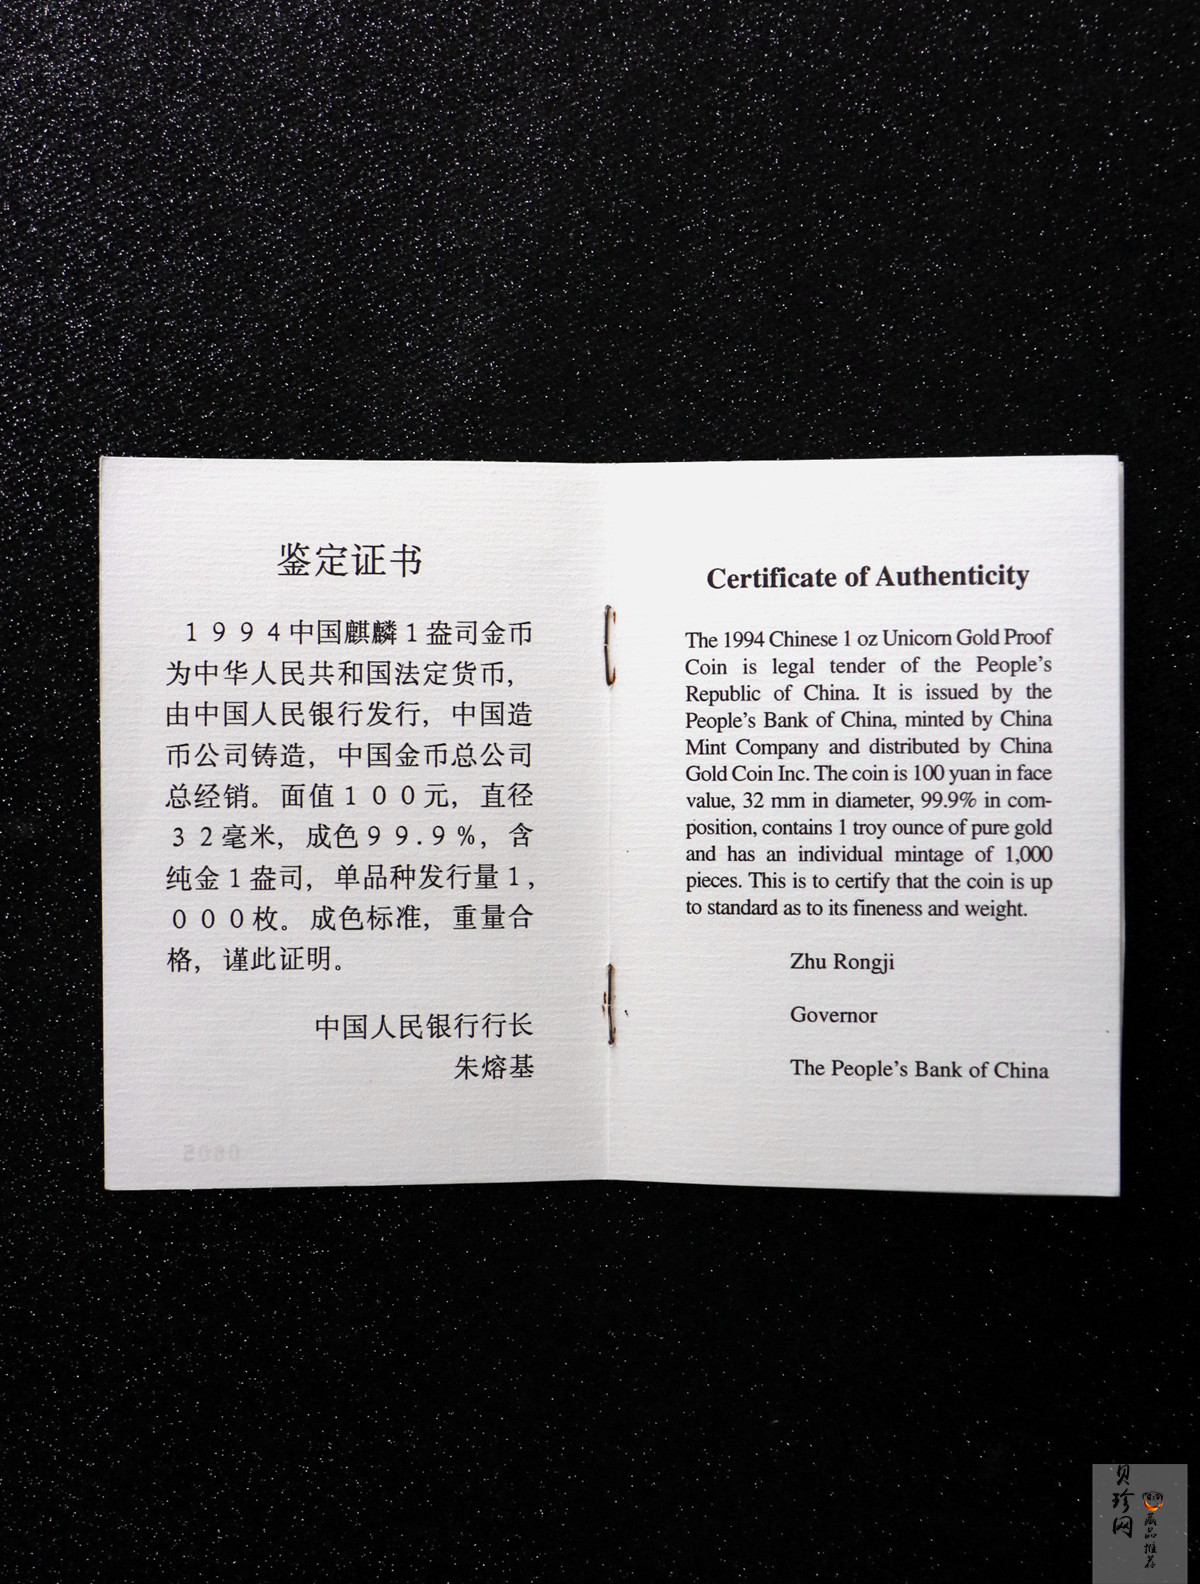 鉴定证书
１９９４中国麒麟１盎司金币
为中华人民共和国法定货币，
由中国人民银行发行，中国造
币公司铸造，中国金币总公司
总经销。面值１００元，直径
３２毫米，成色９９.９%，含
纯金１盎司，单品种发行量１,
０００枚。成色标准，重量合
格，谨此证明。
中国人民银行行长
朱熔基
Certificate of Authenticity
The 1994 Chinese 1 oz Unicorn Gold Proof
Coin is legal tender of the People's
Republic of China. It is issued by the
People's Bank of China, minted by China
Mint Company and distributed by China
Gold Coin Inc. The coin is 100 yuan in face
value, 32 mm in diameter, 99.9% in com-
position, contains 1 troy ounce of pure gold
and has an individual mintage of 1,000
pieces. This is to certify that the coin is up
to standard as to its fineness and weight.
Zhu Rongji
Governor
The People's Bank of China
贝珍网
藏品推荐